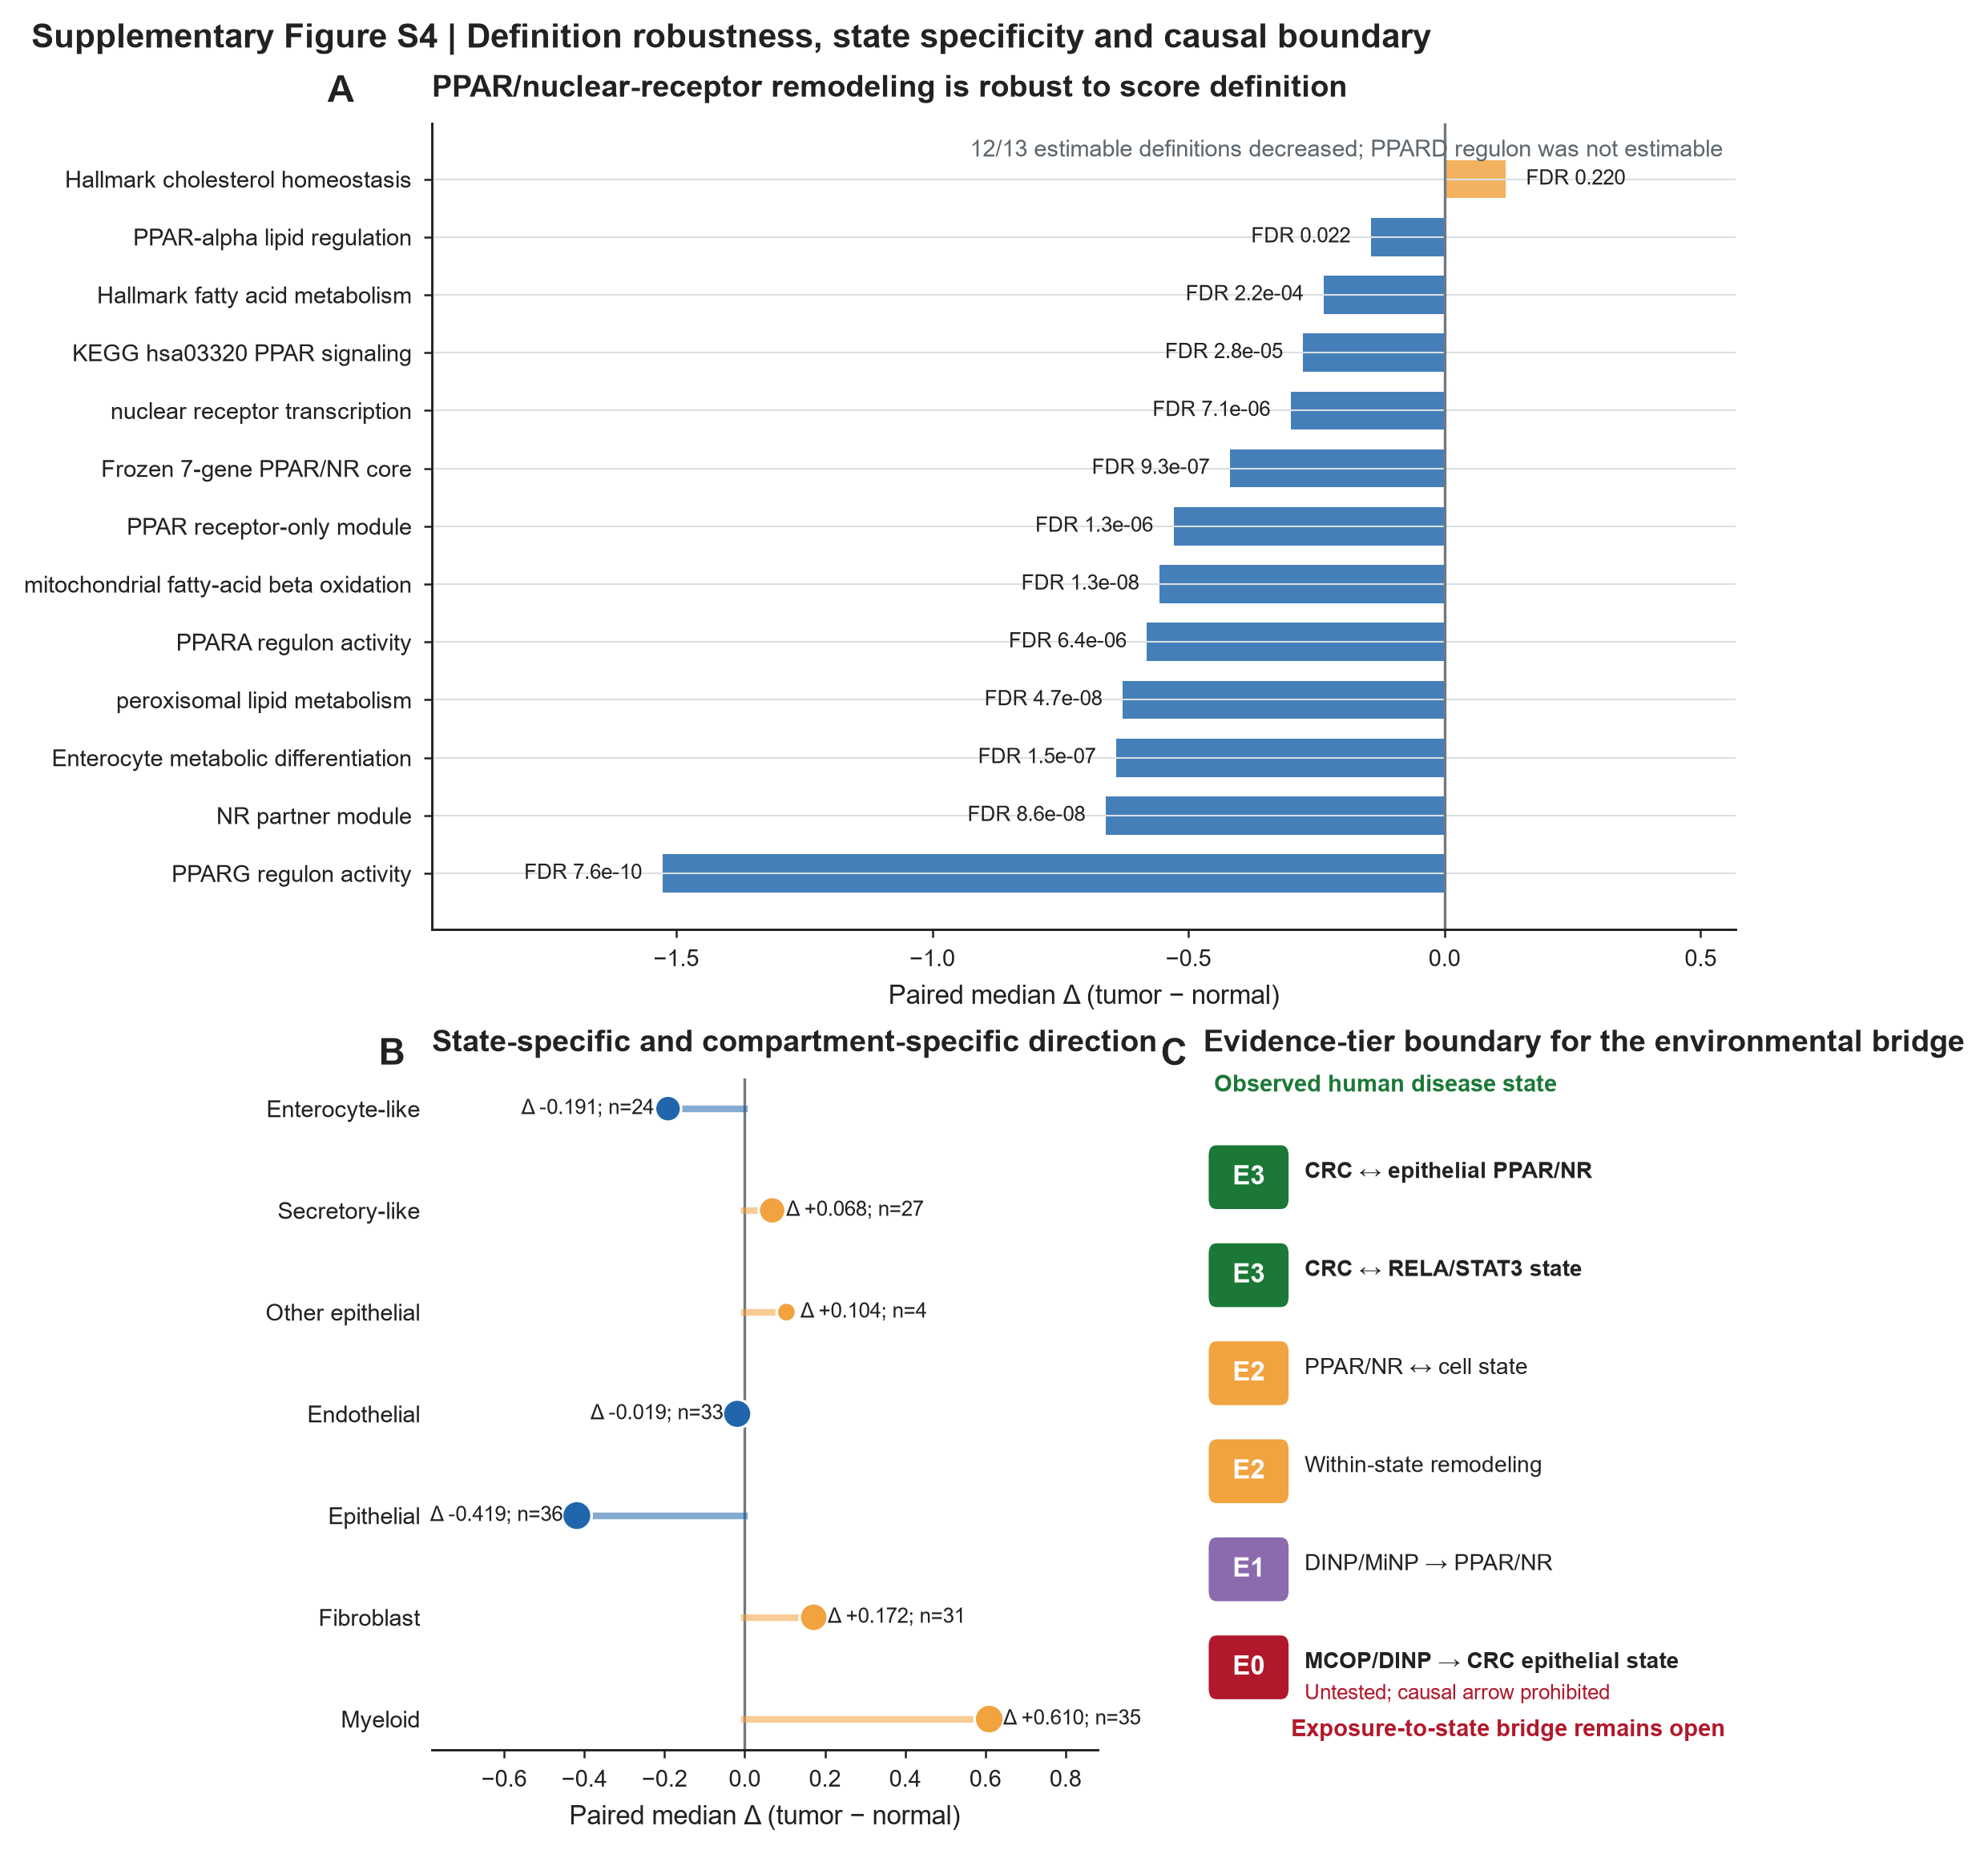 Supplementary Figure S4 | Definition robustness, state specificity and causal boundary
A
PPAR/nuclear-receptor remodeling is robust to score definition
12/13 estimable definitions decreased; PPARD regulon was not estimable
Hallmark cholesterol homeostasis
FDR 0.220
PPAR-alpha lipid regulation
FDR 0.022
Hallmark fatty acid metabolism
FDR 2.2e-04
KEGG hsa03320 PPAR signaling
FDR 2.8e-05
nuclear receptor transcription
FDR 7.1e-06
Frozen 7-gene PPAR/NR core
FDR 9.3e-07
PPAR receptor-only module
FDR 1.3e-06
mitochondrial fatty-acid beta oxidation
FDR 1.3e-08
PPARA regulon activity
FDR 6.4e-06
peroxisomal lipid metabolism
FDR 4.7e-08
Enterocyte metabolic differentiation
FDR 1.5e-07
NR partner module
FDR 8.6e-08
PPARG regulon activity
FDR 7.6e-10
−1.5 −1.0 −0.5 0.0 0.5
Paired median Δ (tumor − normal)
B
State-specific and compartment-specific direction
Enterocyte-like
Δ -0.191; n=24
Secretory-like
Δ +0.068; n=27
Other epithelial
Δ +0.104; n=4
Endothelial
Δ -0.019; n=33
Epithelial
Δ -0.419; n=36
Fibroblast
Δ +0.172; n=31
Myeloid
Δ +0.610; n=35
−0.6 −0.4 −0.2 0.0 0.2 0.4 0.6 0.8
Paired median Δ (tumor − normal)
C
Evidence-tier boundary for the environmental bridge
Observed human disease state
E3
CRC ↔ epithelial PPAR/NR
E3
CRC ↔ RELA/STAT3 state
E2
PPAR/NR ↔ cell state
E2
Within-state remodeling
E1
DINP/MiNP → PPAR/NR
E0
MCOP/DINP → CRC epithelial state
Untested; causal arrow prohibited
Exposure-to-state bridge remains open